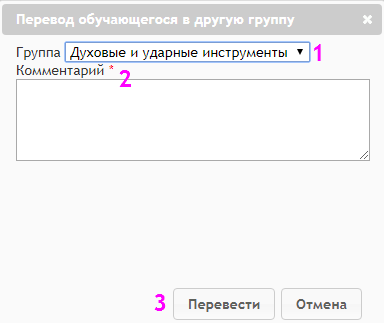 Перевод обучающегося в другую группу ×
Группа Духовые и ударные инструменты ▼ 1
Комментарий * 2
3 Перевести Отмена